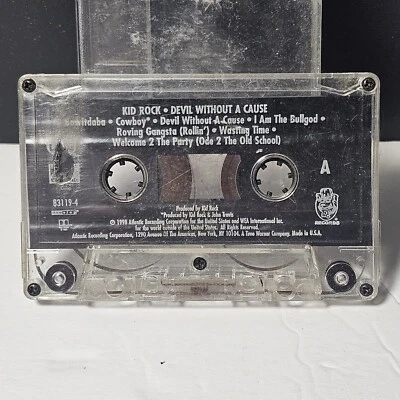 KID ROCK • DEVIL WITHOUT A CAUSE
Bawitdaba • Cowboy* • Devil Without A Cause • I Am The Bullgod •
Roving Gangsta (Rollin') • Wasting Time •
Welcome 2 The Party (Ode 2 The Old School)
A
83119-4
Produced by Kid Rock
*Produced by Kid Rock & John Travis
© 1998 Atlantic Recording Corporation for the United States and WEA International Inc.
for the world outside of the United States. All Rights Reserved.
Atlantic Recording Corporation, 1290 Avenue Of The Americas, New York, NY 10104. A Time Warner Company. Made in U.S.A.